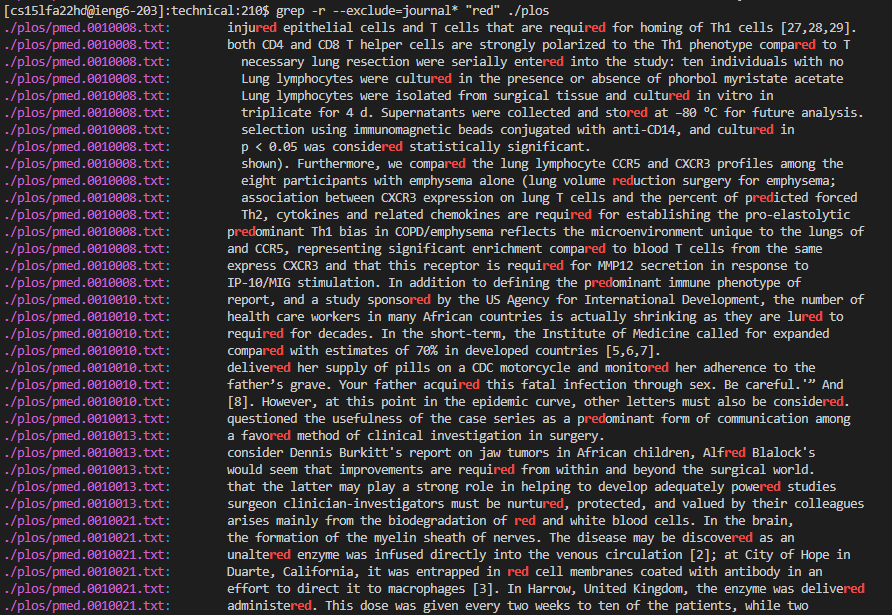 [cs15lfa22hd@ieng6-203]:technical:210$ grep -r --exclude=journal* "red" ./plos
./plos/pmed.0010008.txt: injured epithelial cells and T cells that are required for homing of Th1 cells [27,28,29].
./plos/pmed.0010008.txt: both CD4 and CD8 T helper cells are strongly polarized to the Th1 phenotype compared to T
./plos/pmed.0010008.txt: necessary lung resection were serially entered into the study: ten individuals with no
./plos/pmed.0010008.txt: Lung lymphocytes were cultured in the presence or absence of phorbol myristate acetate
./plos/pmed.0010008.txt: Lung lymphocytes were isolated from surgical tissue and cultured in vitro in
./plos/pmed.0010008.txt: triplicate for 4 d. Supernatants were collected and stored at −80 °C for future analysis.
./plos/pmed.0010008.txt: selection using immunomagnetic beads conjugated with anti-CD14, and cultured in
./plos/pmed.0010008.txt: p < 0.05 was considered statistically significant.
./plos/pmed.0010008.txt: shown). Furthermore, we compared the lung lymphocyte CCR5 and CXCR3 profiles among the
./plos/pmed.0010008.txt: eight participants with emphysema alone (lung volume reduction surgery for emphysema;
./plos/pmed.0010008.txt: association between CXCR3 expression on lung T cells and the percent of predicted forced
./plos/pmed.0010008.txt: Th2, cytokines and related chemokines are required for establishing the pro-elastolytic
./plos/pmed.0010008.txt: predominant Th1 bias in COPD/emphysema reflects the microenvironment unique to the lungs of
./plos/pmed.0010008.txt: and CCR5, representing significant enrichment compared to blood T cells from the same
./plos/pmed.0010008.txt: express CXCR3 and that this receptor is required for MMP12 secretion in response to
./plos/pmed.0010008.txt: IP-10/MIG stimulation. In addition to defining the predominant immune phenotype of
./plos/pmed.0010010.txt: report, and a study sponsored by the US Agency for International Development, the number of
./plos/pmed.0010010.txt: health care workers in many African countries is actually shrinking as they are lured to
./plos/pmed.0010010.txt: required for decades. In the short-term, the Institute of Medicine called for expanded
./plos/pmed.0010010.txt: compared with estimates of 70% in developed countries [5,6,7].
./plos/pmed.0010010.txt: delivered her supply of pills on a CDC motorcycle and monitored her adherence to the
./plos/pmed.0010010.txt: father’s grave. Your father acquired this fatal infection through sex. Be careful.'” And
./plos/pmed.0010010.txt: [8]. However, at this point in the epidemic curve, other letters must also be considered.
./plos/pmed.0010013.txt: questioned the usefulness of the case series as a predominant form of communication among
./plos/pmed.0010013.txt: a favored method of clinical investigation in surgery.
./plos/pmed.0010013.txt: consider Dennis Burkitt's report on jaw tumors in African children, Alfred Blalock's
./plos/pmed.0010013.txt: would seem that improvements are required from within and beyond the surgical world.
./plos/pmed.0010013.txt: that the latter may play a strong role in helping to develop adequately powered studies
./plos/pmed.0010013.txt: surgeon clinician-investigators must be nurtured, protected, and valued by their colleagues
./plos/pmed.0010021.txt: arises mainly from the biodegradation of red and white blood cells. In the brain,
./plos/pmed.0010021.txt: the formation of the myelin sheath of nerves. The disease may be discovered as an
./plos/pmed.0010021.txt: unaltered enzyme was infused directly into the venous circulation [2]; at City of Hope in
./plos/pmed.0010021.txt: Duarte, California, it was entrapped in red cell membranes coated with antibody in an
./plos/pmed.0010021.txt: effort to direct it to macrophages [3]. In Harrow, United Kingdom, the enzyme was delivered
./plos/pmed.0010021.txt: administered. This dose was given every two weeks to ten of the patients, while two